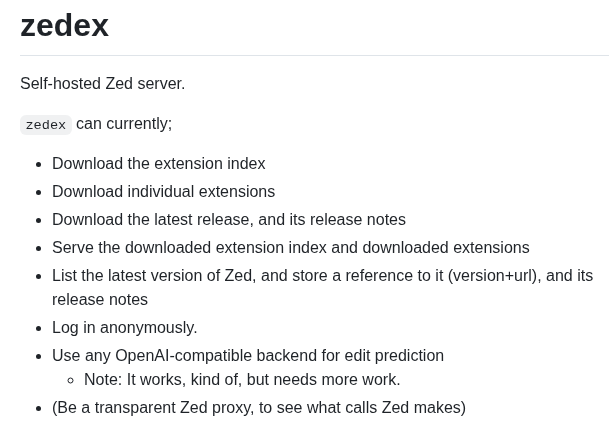 zedex
Self-hosted Zed server.
zedex can currently;
Download the extension index
Download individual extensions
Download the latest release, and its release notes
Serve the downloaded extension index and downloaded extensions
List the latest version of Zed, and store a reference to it (version+url), and its
release notes
Log in anonymously.
Use any OpenAI-compatible backend for edit prediction
Note: It works, kind of, but needs more work.
(Be a transparent Zed proxy, to see what calls Zed makes)